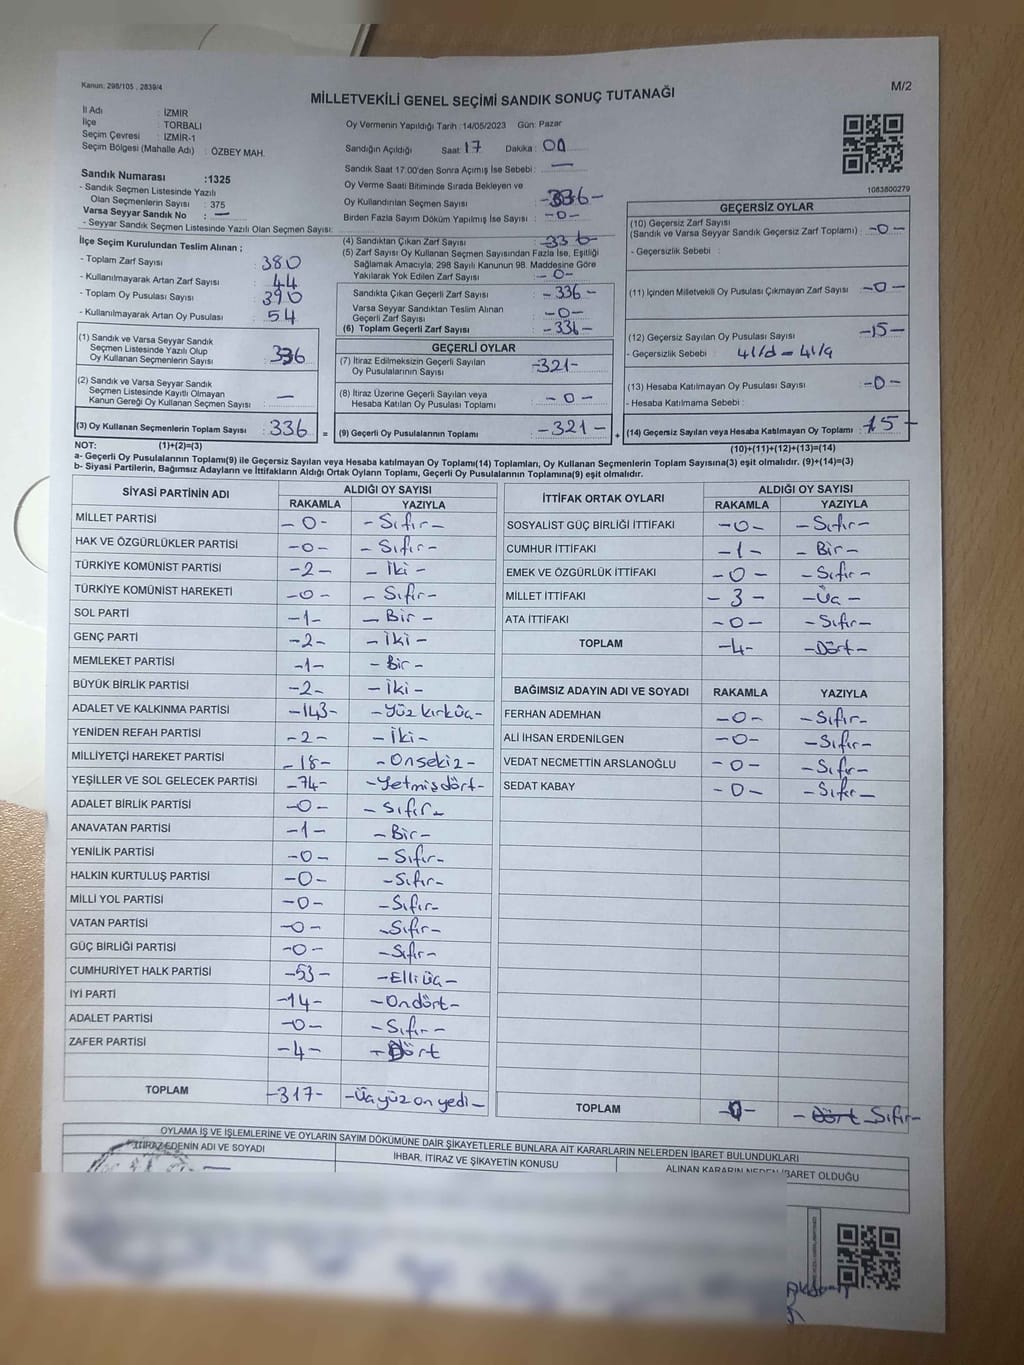 Kanun. 298/105 . 2839/4
M/2
MİLLETVEKİLİ GENEL SEÇİMİ SANDIK SONUÇ TUTANAĞI
İl Adı : İZMİR
İlçe : TORBALI
Seçim Çevresi : İZMİR-1
Seçim Bölgesi (Mahalle Adı) : ÖZBEY MAH.
Sandık Numarası :1325
- Sandık Seçmen Listesinde Yazılı
Olan Seçmenlerin Sayısı : 375
Varsa Seyyar Sandık No : —
- Seyyar Sandık Seçmen Listesinde Yazılı Olan Seçmen Sayısı:
Oy Vermenin Yapıldığı Tarih :14/05/2023 Gün: Pazar
Sandığın Açıldığı Saat: 17 Dakika: 00
Sandık Saat 17:00'den Sonra Açımış İse Sebebi : —
Oy Verme Saati Bitiminde Sırada Bekleyen ve
Oy Kullandırılan Seçmen Sayısı -336-
Birden Fazla Sayım Döküm Yapılmış İse Sayısı : -0-
1083800279
İlçe Seçim Kurulundan Teslim Alınan ;
- Toplam Zarf Sayısı : 380
- Kullanılmayarak Artan Zarf Sayısı : 44
- Toplam Oy Pusulası Sayısı : 390
- Kullanılmayarak Artan Oy Pusulası : 54
(1) Sandık ve Varsa Seyyar Sandık
Seçmen Listesinde Yazılı Olup
Oy Kullanan Seçmenlerin Sayısı : 336
(2) Sandık ve Varsa Seyyar Sandık
Seçmen Listesinde Kayıtlı Olmayan
Kanun Gereği Oy Kullanan Seçmen Sayısı : —
(3) Oy Kullanan Seçmenlerin Toplam Sayısı : 336
(4) Sandıktan Çıkan Zarf Sayısı : -336-
(5) Zarf Sayısı Oy Kullanan Seçmen Sayısından Fazla İse, Eşitliği
Sağlamak Amacıyla; 298 Sayılı Kanunun 98. Maddesine Göre
Yakılarak Yok Edilen Zarf Sayısı : -0-
Sandıkta Çıkan Geçerli Zarf Sayısı : -336-
Varsa Seyyar Sandıktan Teslim Alınan
Geçerli Zarf Sayısı : -0-
(6) Toplam Geçerli Zarf Sayısı : -336-
GEÇERLİ OYLAR
(7) İtiraz Edilmeksizin Geçerli Sayılan
Oy Pusulalarının Sayısı -321-
(8) İtiraz Üzerine Geçerli Sayılan veya
Hesaba Katılan Oy Pusulası Toplamı : -0-
= (9) Geçerli Oy Pusulalarının Toplamı : -321-
GEÇERSİZ OYLAR
(10) Geçersiz Zarf Sayısı
(Sandık ve Varsa Seyyar Sandık Geçersiz Zarf Toplamı) : -0-
- Geçersizlik Sebebi :
(11) İçinden Milletvekili Oy Pusulası Çıkmayan Zarf Sayısı : -0-
(12) Geçersiz Sayılan Oy Pusulası Sayısı : -15-
- Geçersizlik Sebebi : 41/d - 41/g
(13) Hesaba Katılmayan Oy Pusulası Sayısı : -0-
- Hesaba Katılmama Sebebi :
+ (14) Geçersiz Sayılan veya Hesaba Katılmayan Oy Toplamı : 15-
NOT: (1)+(2)=(3) (10)+(11)+(12)+(13)=(14)
a- Geçerli Oy Pusulalarının Toplamı(9) ile Geçersiz Sayılan veya Hesaba katılmayan Oy Toplamı(14) Toplamları, Oy Kullanan Seçmenlerin Toplam Sayısına(3) eşit olmalıdır. (9)+(14)=(3)
b- Siyasi Partilerin, Bağımsız Adayların ve İttifakların Aldığı Ortak Oyların Toplamı, Geçerli Oy Pusulalarının Toplamına(9) eşit olmalıdır.
SİYASİ PARTİNİN ADI ALDIĞI OY SAYISI
RAKAMLA YAZIYLA
MİLLET PARTİSİ -0- -Sıfır-
HAK VE ÖZGÜRLÜKLER PARTİSİ -0- -Sıfır-
TÜRKİYE KOMÜNİST PARTİSİ -2- -İki-
TÜRKİYE KOMÜNİST HAREKETİ -0- -Sıfır-
SOL PARTİ -1- -Bir-
GENÇ PARTİ -2- -İki-
MEMLEKET PARTİSİ -1- -Bir-
BÜYÜK BİRLİK PARTİSİ -2- -İki-
ADALET VE KALKINMA PARTİSİ -143- -Yüz kırküç-
YENİDEN REFAH PARTİSİ -2- -İki-
MİLLİYETÇİ HAREKET PARTİSİ -18- -Onsekiz-
YEŞİLLER VE SOL GELECEK PARTİSİ -74- -Yetmişdört-
ADALET BİRLİK PARTİSİ -0- -Sıfır-
ANAVATAN PARTİSİ -1- -Bir-
YENİLİK PARTİSİ -0- -Sıfır-
HALKIN KURTULUŞ PARTİSİ -0- -Sıfır-
MİLLİ YOL PARTİSİ -0- -Sıfır-
VATAN PARTİSİ -0- -Sıfır-
GÜÇ BİRLİĞİ PARTİSİ -0- -Sıfır-
CUMHURİYET HALK PARTİSİ -53- -Elli üç-
İYİ PARTİ -14- -Ondört-
ADALET PARTİSİ -0- -Sıfır-
ZAFER PARTİSİ -4- -Dört
TOPLAM -317- -Üçyüz on yedi-
İTTİFAK ORTAK OYLARI ALDIĞI OY SAYISI
RAKAMLA YAZIYLA
SOSYALİST GÜÇ BİRLİĞİ İTTİFAKI -0- -Sıfır-
CUMHUR İTTİFAKI -1- -Bir-
EMEK VE ÖZGÜRLÜK İTTİFAKI -0- -Sıfır-
MİLLET İTTİFAKI -3- -Üç-
ATA İTTİFAKI -0- -Sıfır-
TOPLAM -4- -Dört-
BAĞIMSIZ ADAYIN ADI VE SOYADI RAKAMLA YAZIYLA
FERHAN ADEMHAN -0- -Sıfır-
ALİ İHSAN ERDENİLGEN -0- -Sıfır-
VEDAT NECMETTİN ARSLANOĞLU -0- -Sıfır-
SEDAT KABAY -0- -Sıfır-
TOPLAM -0- -Dört Sıfır-
OYLAMA İŞ VE İŞLEMLERİNE VE OYLARIN SAYIM DÖKÜMÜNE DAİR ŞİKAYETLERLE BUNLARA AİT KARARLARIN NELERDEN İBARET BULUNDUKLARI
İTİRAZ EDENİN ADI VE SOYADI İHBAR, İTİRAZ VE ŞİKAYETİN KONUSU ALINAN KARARIN NEDEN İBARET OLDUĞU